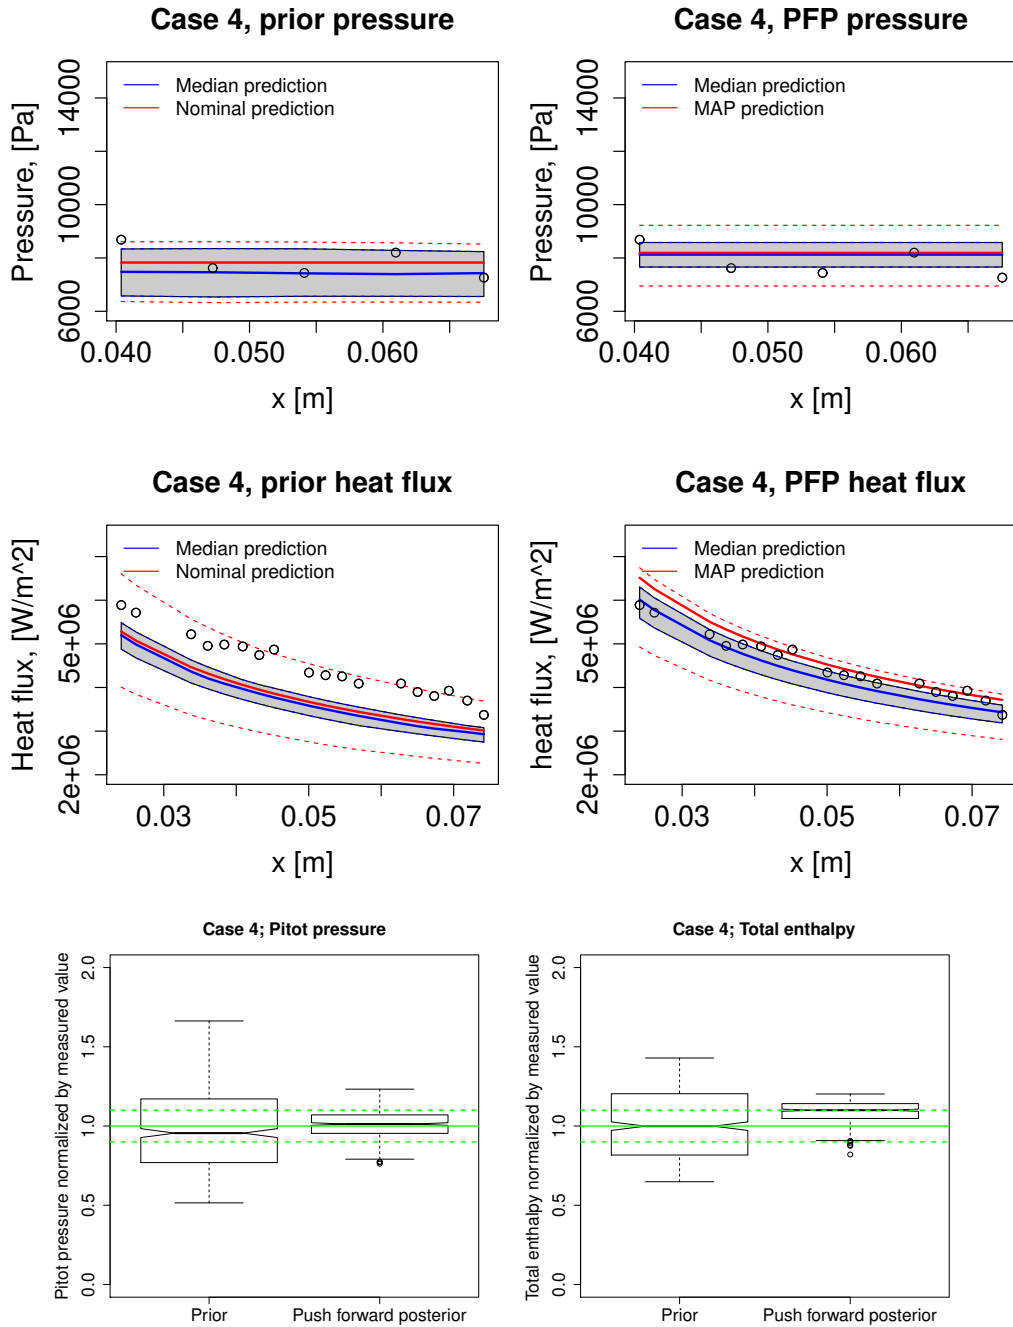 Case 4, prior pressure
Median prediction
Nominal prediction
Pressure, [Pa]
6000
10000
14000
0.040
0.050
0.060
x [m]
Case 4, PFP pressure
Median prediction
MAP prediction
Pressure, [Pa]
6000
10000
14000
0.040
0.050
0.060
x [m]
Case 4, prior heat flux
Median prediction
Nominal prediction
Heat flux, [W/m^2]
2e+06
5e+06
0.03
0.05
0.07
x [m]
Case 4, PFP heat flux
Median prediction
MAP prediction
heat flux, [W/m^2]
2e+06
5e+06
0.03
0.05
0.07
x [m]
Case 4; Pitot pressure
Pitot pressure normalized by measured value
0.0
0.5
1.0
1.5
2.0
Prior
Push forward posterior
Case 4; Total enthalpy
Total enthalpy normalized by measured value
0.0
0.5
1.0
1.5
2.0
Prior
Push forward posterior